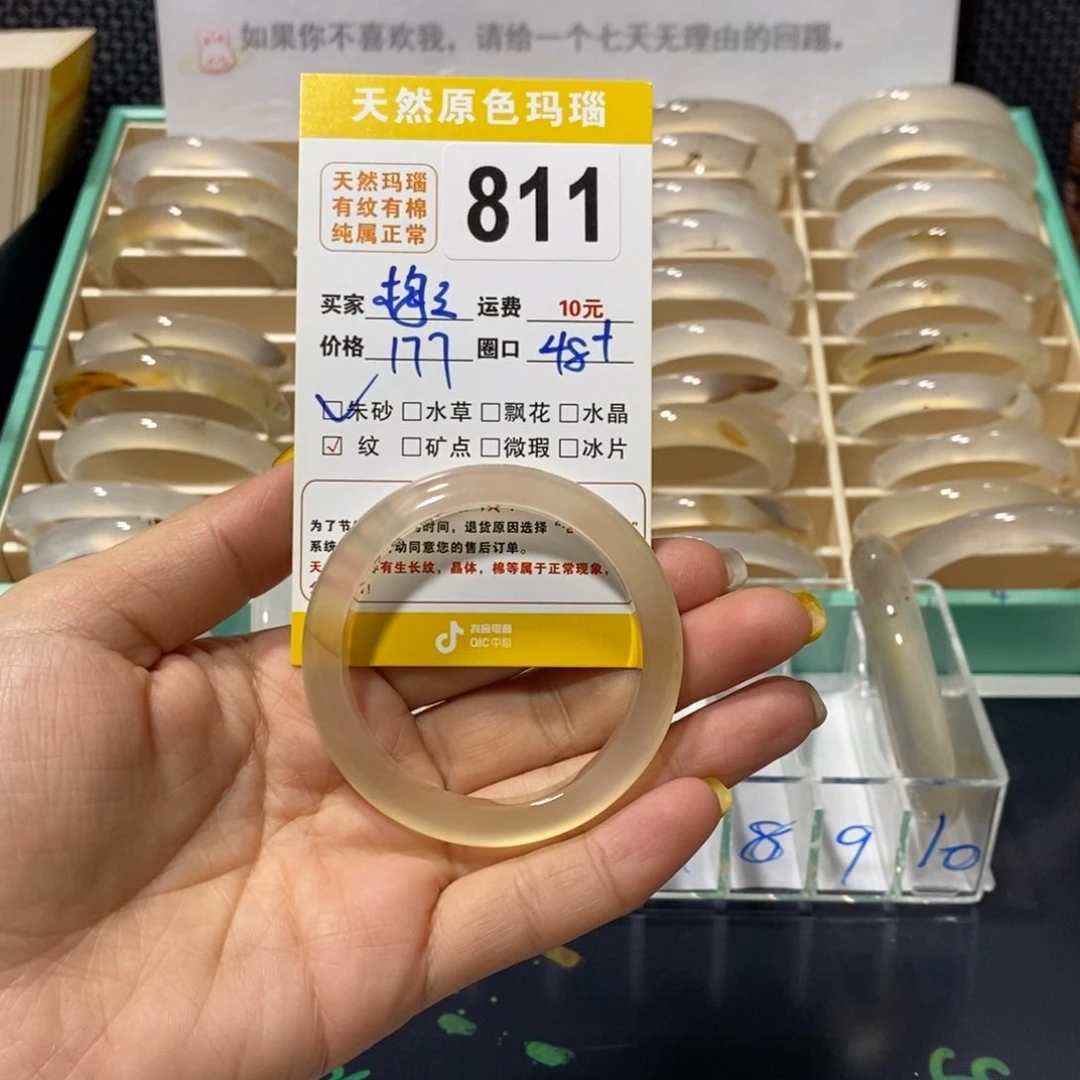 如果你不喜欢我，请给一个七天无理由的回踢。
天然原色玛瑙
天然玛瑙
有纹有棉
纯属正常
811
买家 运费 10元
价格 177 圈口 48+
☑朱砂 □水草 □飘花 □水晶
☑ 纹 □矿点 □微瑕 □冰片
为了节 时间，退货原因选择“
系统 动同意您的售后订单。
天 有生长纹，晶体，棉等属于正常现象，
抖音电商
QIC中心
8 9 10